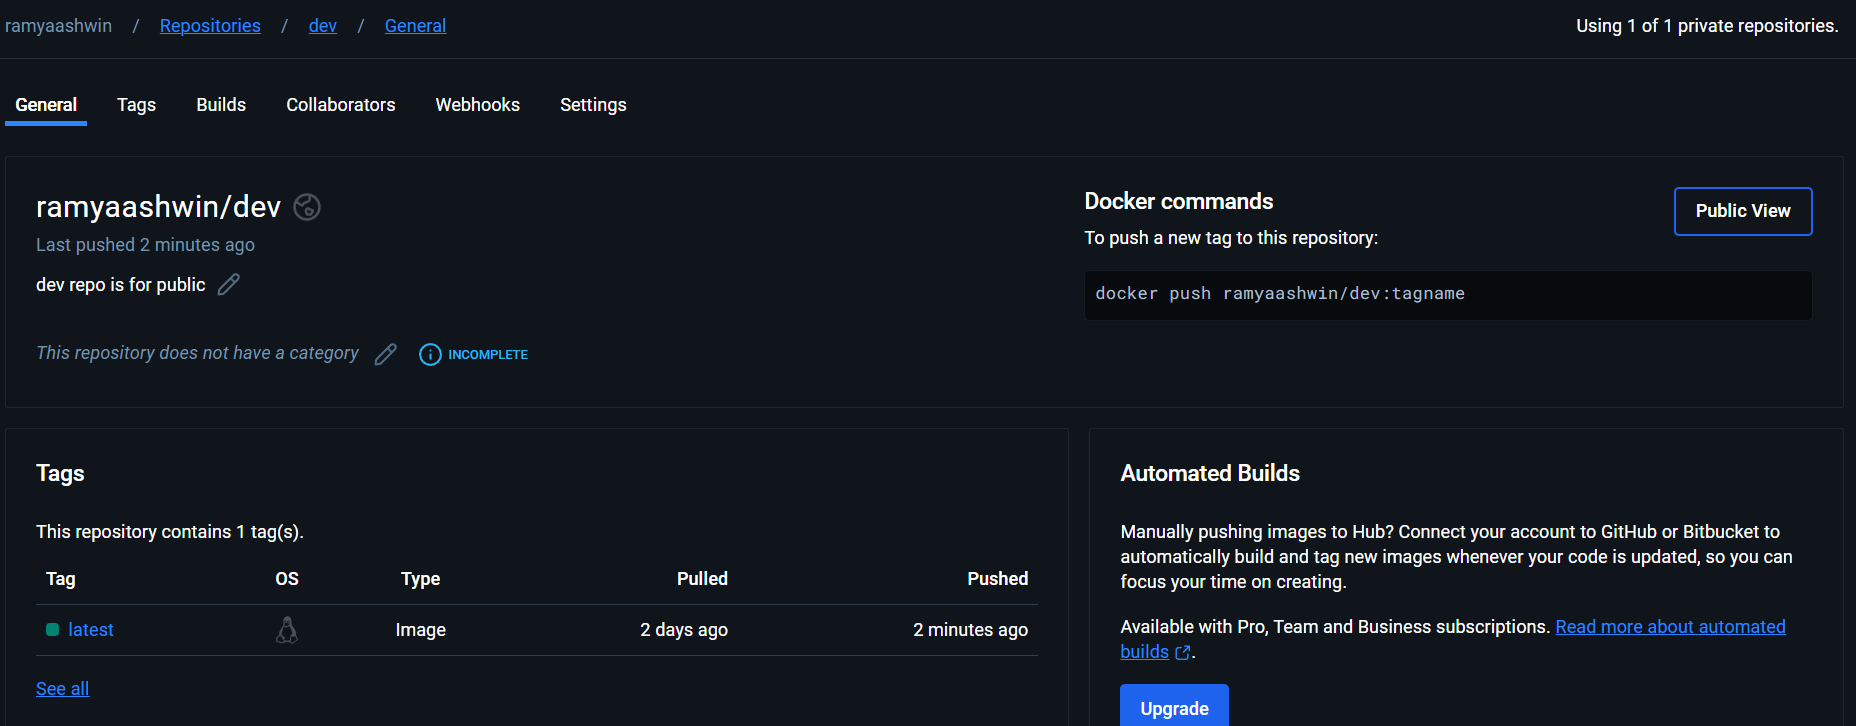 ramyaashwin / Repositories / dev / General
Using 1 of 1 private repositories.
General Tags Builds Collaborators Webhooks Settings
ramyaashwin/dev
Last pushed 2 minutes ago
dev repo is for public
This repository does not have a category
INCOMPLETE
Docker commands
To push a new tag to this repository:
Public View
docker push ramyaashwin/dev:tagname
Tags
This repository contains 1 tag(s).
Tag OS Type Pulled Pushed
latest Image 2 days ago 2 minutes ago
See all
Automated Builds
Manually pushing images to Hub? Connect your account to GitHub or Bitbucket to
automatically build and tag new images whenever your code is updated, so you can
focus your time on creating.
Available with Pro, Team and Business subscriptions. Read more about automated
builds .
Upgrade